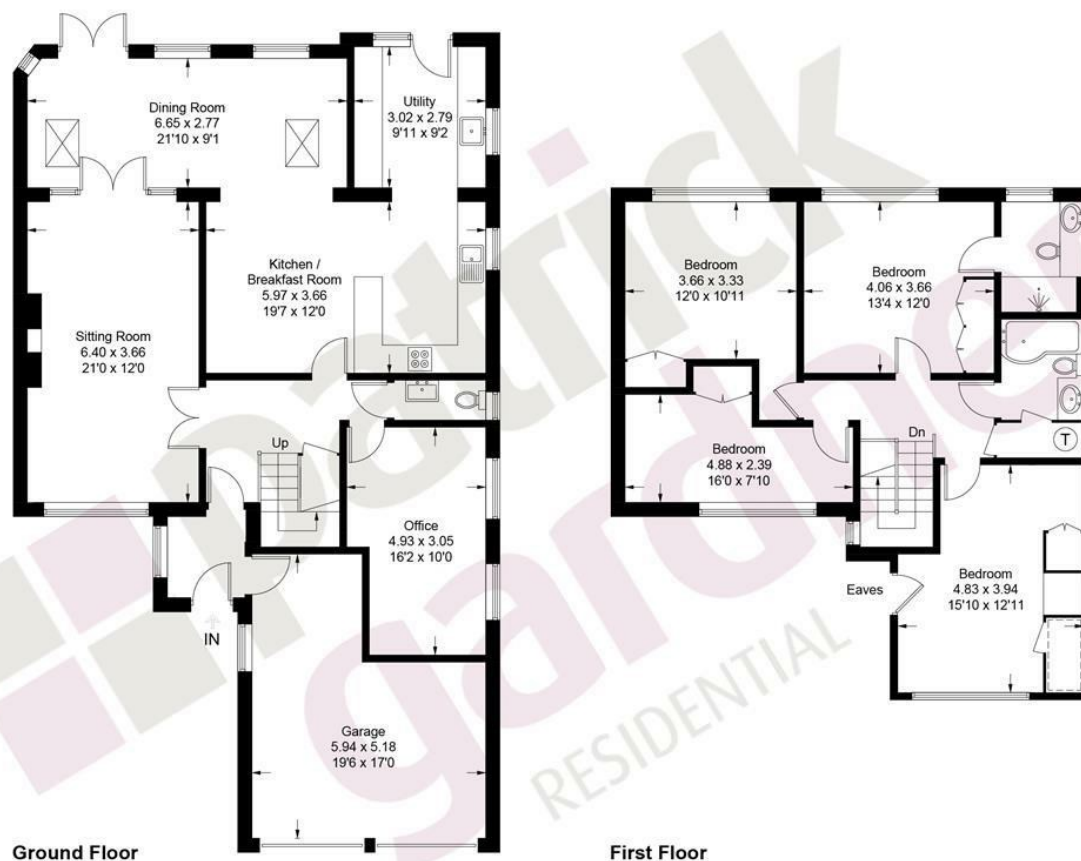 Dining Room
6.65 x 2.77
21'10 x 9'1
Utility
3.02 x 2.79
9'11 x 9'2
Kitchen /
Breakfast Room
5.97 x 3.66
19'7 x 12'0
Sitting Room
6.40 x 3.66
21'0 x 12'0
Up
Office
4.93 x 3.05
16'2 x 10'0
IN
Garage
5.94 x 5.18
19'6 x 17'0
Ground Floor
Bedroom
3.66 x 3.33
12'0 x 10'11
Bedroom
4.06 x 3.66
13'4 x 12'0
Bedroom
4.88 x 2.39
16'0 x 7'10
Dn
T
Eaves
Bedroom
4.83 x 3.94
15'10 x 12'11
First Floor
patrick
gardner
RESIDENTIAL